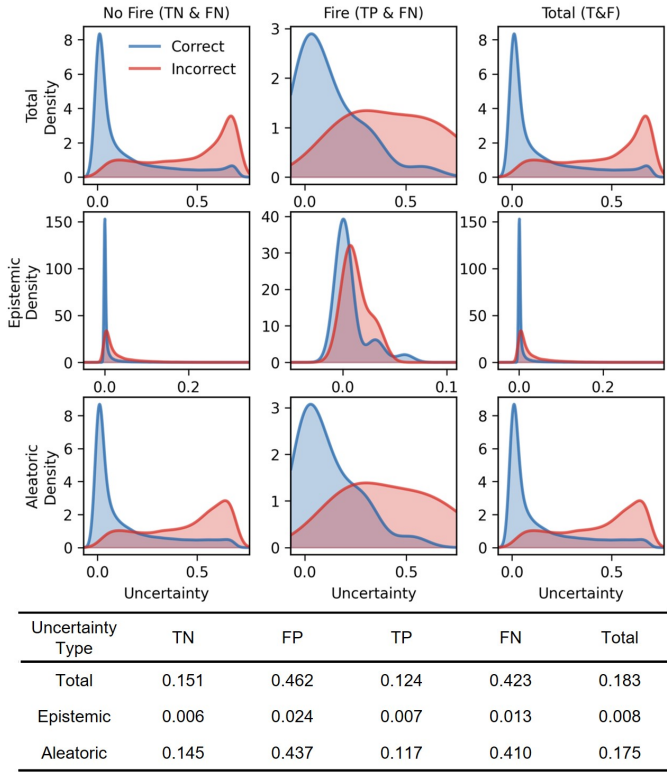 No Fire (TN & FN)
Fire (TP & FN)
Total (T&F)
Correct
Incorrect
Total
Density
8
6
4
2
0
0.0
0.5
3
2
1
0
0.0
0.5
8
6
4
2
0
0.0
0.5
Epistemic
Density
150
100
50
0
0.0
0.2
40
30
20
10
0
0.0
0.1
150
100
50
0
0.0
0.2
Aleatoric
Density
8
6
4
2
0
0.0
0.5
Uncertainty
3
2
1
0
0.0
0.5
Uncertainty
8
6
4
2
0
0.0
0.5
Uncertainty
Uncertainty
Type
TN FP TP FN Total
Total 0.151 0.462 0.124 0.423 0.183
Epistemic 0.006 0.024 0.007 0.013 0.008
Aleatoric 0.145 0.437 0.117 0.410 0.175